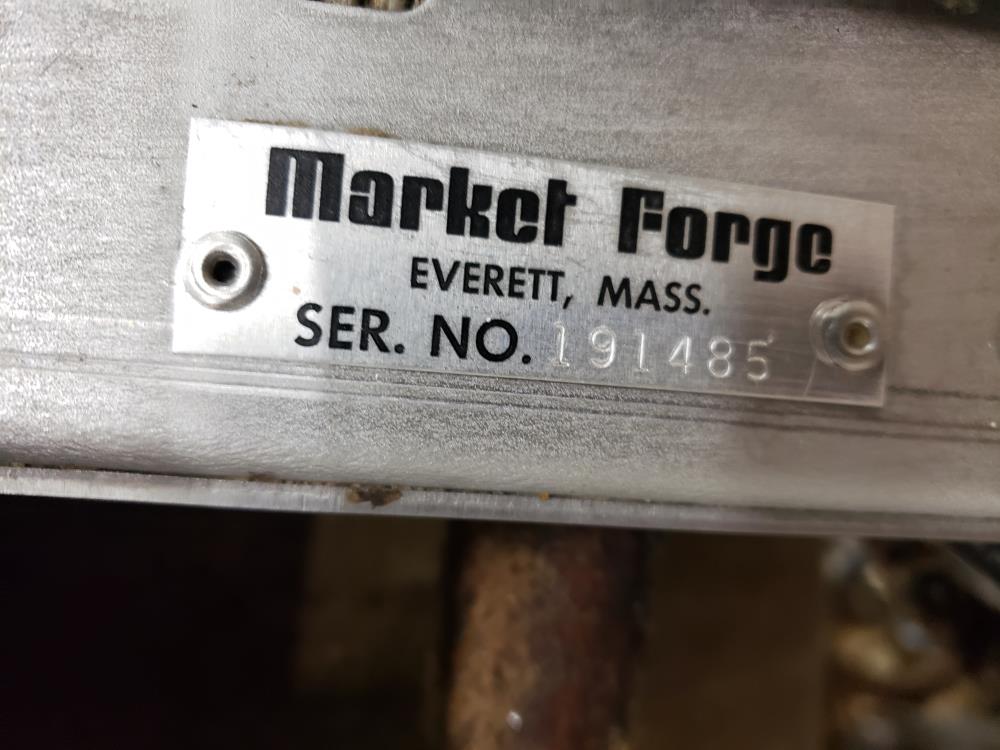 Market Forge
EVERETT, MASS.
SER. NO. 191485